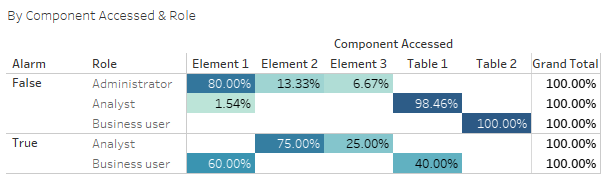 By Component Accessed & Role
Component Accessed
Alarm Role Element 1 Element 2 Element 3 Table 1 Table 2 Grand Total
False Administrator 80.00% 13.33% 6.67% 100.00%
Analyst 1.54% 98.46% 100.00%
Business user 100.00% 100.00%
True Analyst 75.00% 25.00% 100.00%
Business user 60.00% 40.00% 100.00%